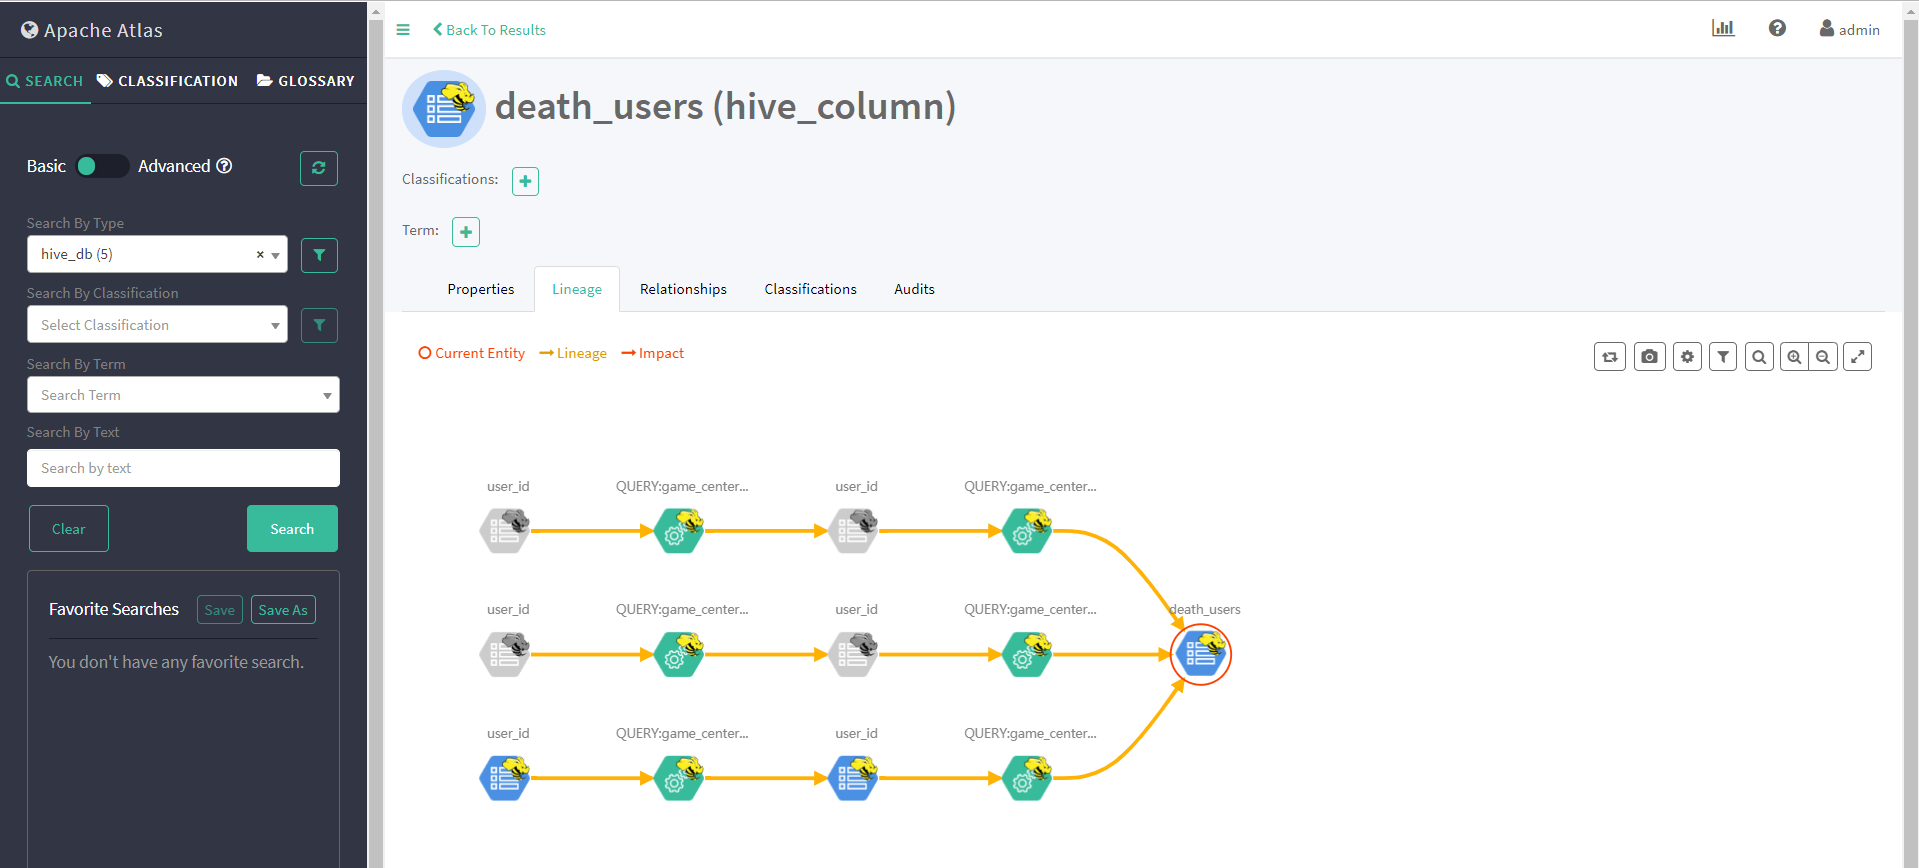 Apache Atlas
SEARCH CLASSIFICATION GLOSSARY
Basic Advanced
Search By Type
hive_db (5)
Search By Classification
Select Classification
Search By Term
Search Term
Search By Text
Search by text
Clear Search
Favorite Searches Save Save As
You don't have any favorite search.
Back To Results
admin
death_users (hive_column)
Classifications:
Term:
Properties Lineage Relationships Classifications Audits
Current Entity Lineage Impact
user_id QUERY:game_center... user_id QUERY:game_center...
user_id QUERY:game_center... user_id QUERY:game_center... death_users
user_id QUERY:game_center... user_id QUERY:game_center...